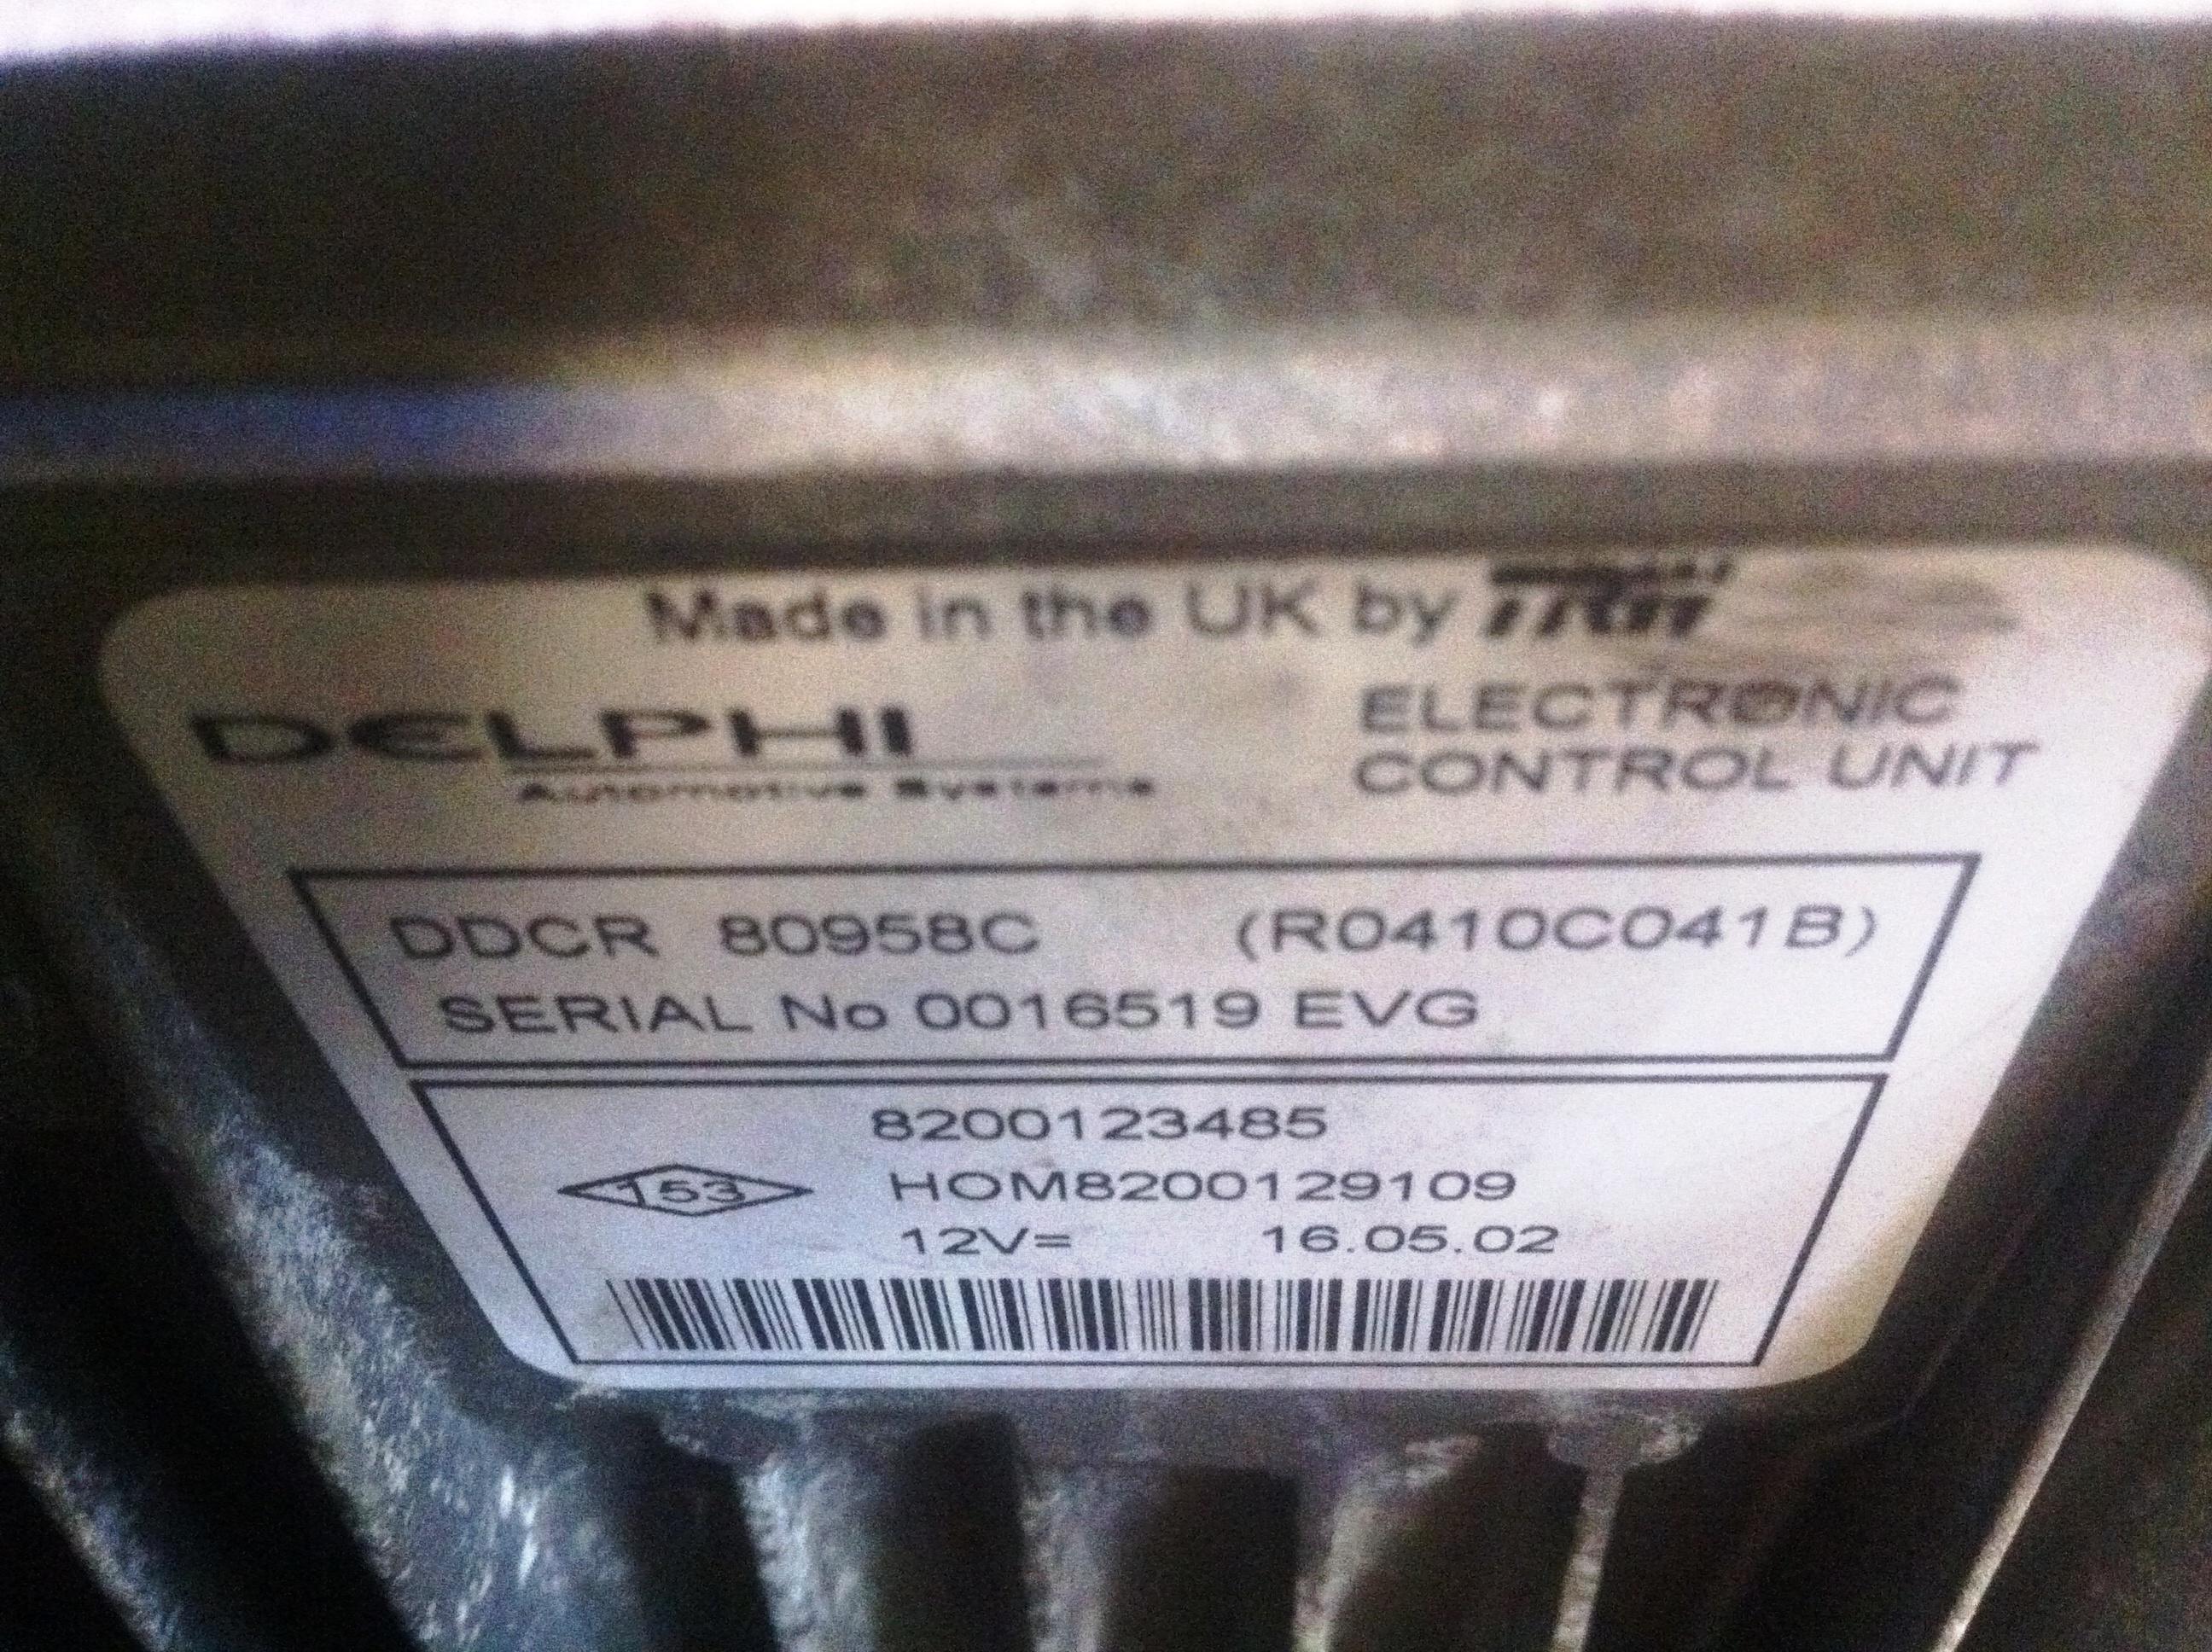 Made in the UK by TRW
DELPHI
Automotive Systems
ELECTRONIC
CONTROL UNIT
DDCR 80958C (R0410C041B)
SERIAL No 0016519 EVG
8200123485
153 HOM8200129109
12V= 16.05.02